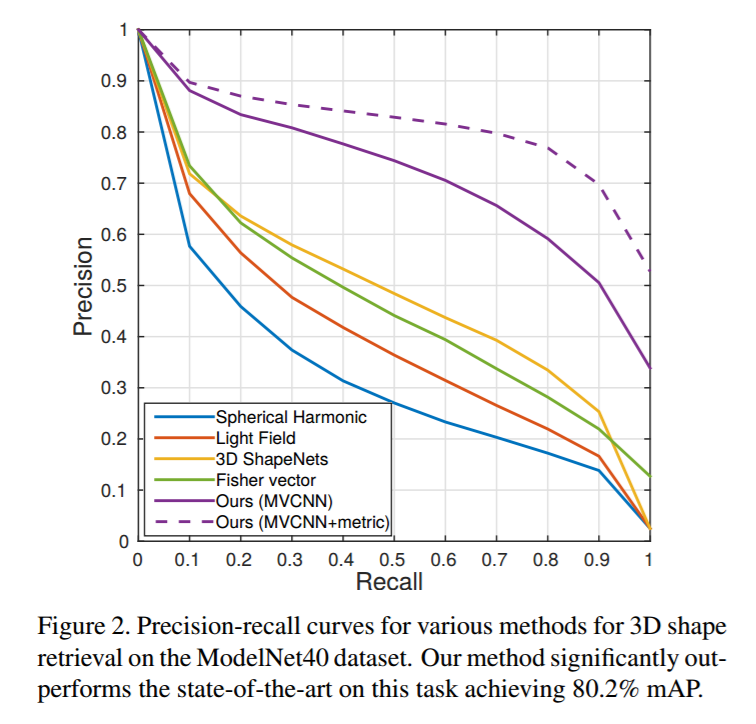 1
0.9
0.8
0.7
0.6
0.5
0.4
0.3
0.2
0.1
0
Precision
Spherical Harmonic
Light Field
3D ShapeNets
Fisher vector
Ours (MVCNN)
Ours (MVCNN+metric)
0 0.1 0.2 0.3 0.4 0.5 0.6 0.7 0.8 0.9 1
Recall
Figure 2. Precision-recall curves for various methods for 3D shape
retrieval on the ModelNet40 dataset. Our method significantly out-
performs the state-of-the-art on this task achieving 80.2% mAP.